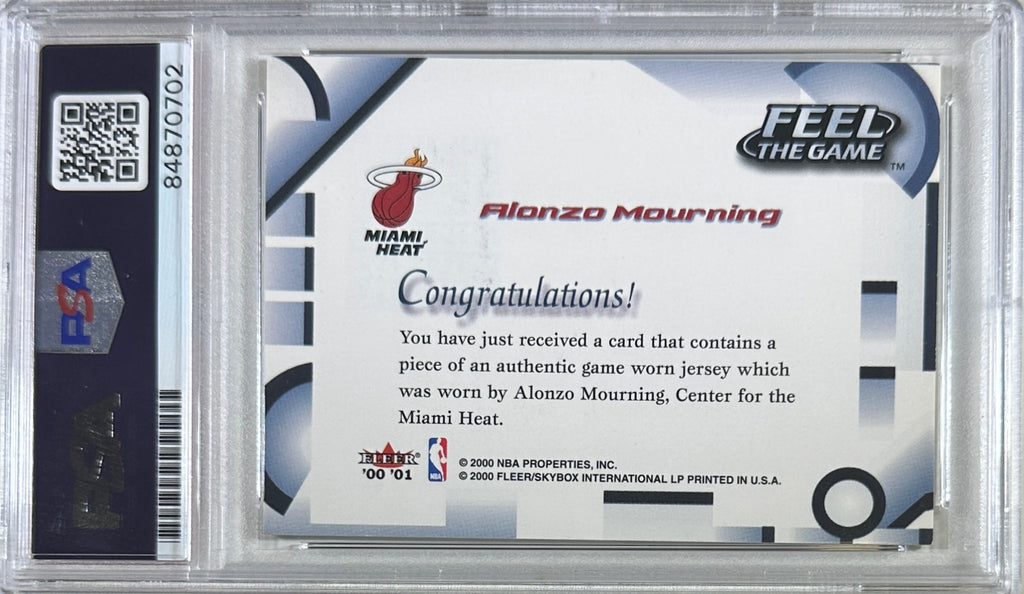 84870702
PSA
PSA
FEEL
THE GAME™
MIAMI
HEAT
Alonzo Mourning
Congratulations!
You have just received a card that contains a
piece of an authentic game worn jersey which
was worn by Alonzo Mourning, Center for the
Miami Heat.
FLEER®
'00 '01
NBA
© 2000 NBA PROPERTIES, INC.
© 2000 FLEER/SKYBOX INTERNATIONAL LP PRINTED IN U.S.A.